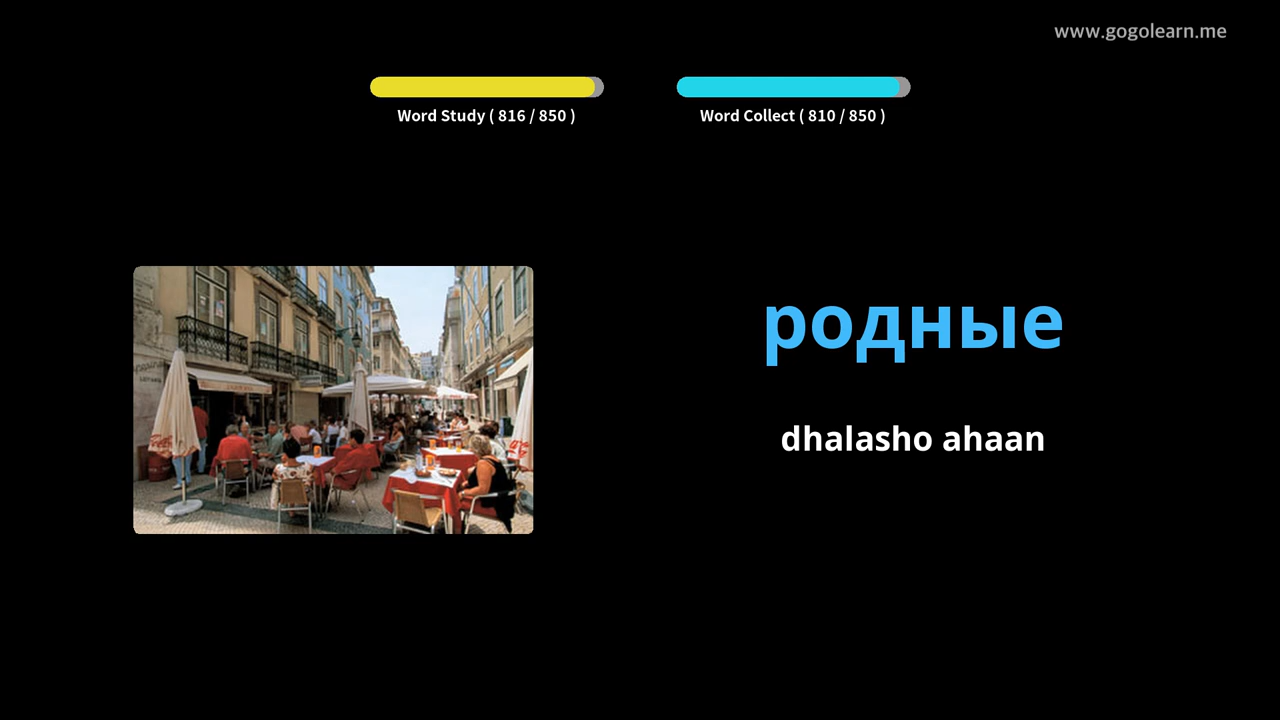 www.gogolearn.me
Word Study ( 816 / 850 )
Word Collect ( 810 / 850 )
родные
dhalasho ahaan